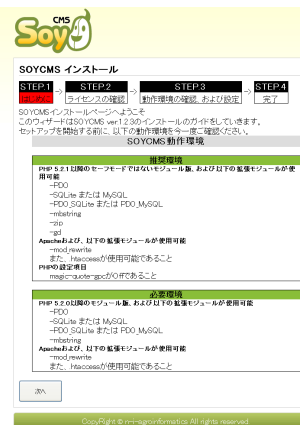 CMS
Soy
SOYCMS インストール
STEP.1 STEP.2 STEP.3 STEP.4
はじめに ライセンスの確認 動作環境の確認、および設定 完了
SOYCMSインストールページへようこそ
このウィザードはSOYCMS ver1.2.3のインストールのガイドをしていきます。
セットアップを開始する前に、以下の動作環境を今一度ご確認ください。
SOYCMS動作環境
推奨環境
PHP 5.2.1以降のセーフモードではないモジュール版、および以下の拡張モジュールが使
用可能
-PDO
-SQLite または MySQL
-PDO_SQLite または PDO_MySQL
-mbstring
-zip
-gd
Apacheおよび、以下の拡張モジュールが使用可能
-mod_rewrite
また、.htaccessが使用可能であること
PHPの設定項目
magic-quote-gpcがOffであること
必要環境
PHP 5.2.0以降のモジュール版、および以下の拡張モジュールが使用可能
-PDO
-SQLite または MySQL
-PDO_SQLite または PDO_MySQL
-mbstring
Apacheおよび、以下の拡張モジュールが使用可能
-mod_rewrite
また、.htaccessが使用可能であること
次へ
CopyRight © n-i-agroinformatics All rights reserved.